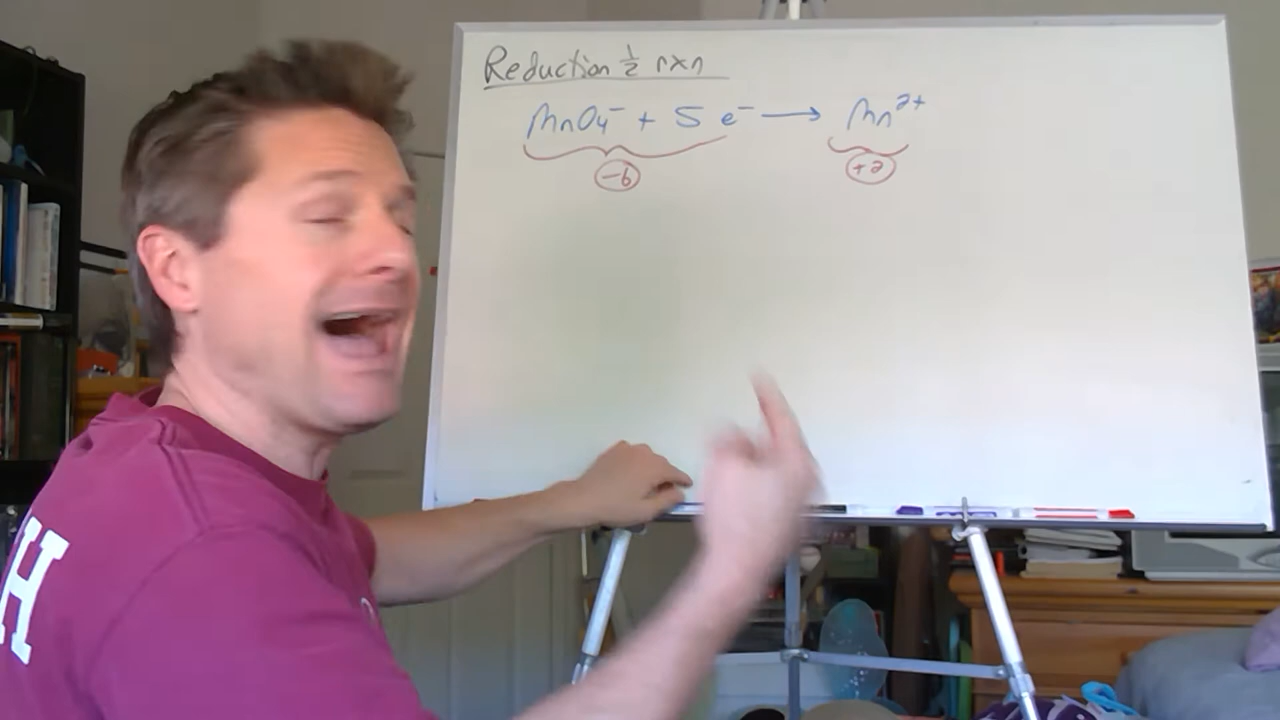 Reduction ½ rxn
MnO₄⁻ + 5 e⁻ → Mn²⁺
-6 +2
H